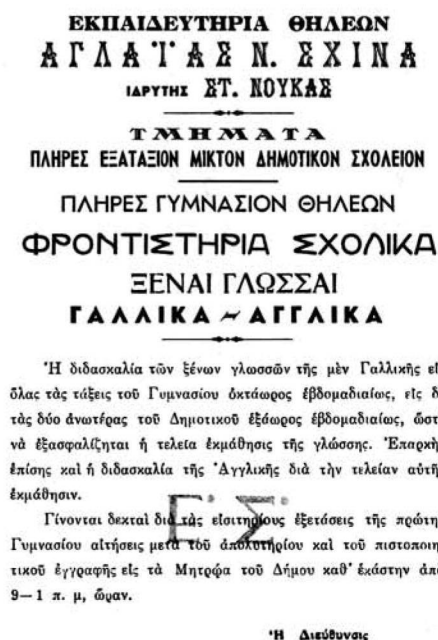 ΕΚΠΑΙΔΕΥΤΗΡΙΑ ΘΗΛΕΩΝ
ΑΓΛΑΪΑΣ Ν. ΣΧΙΝΑ
ΙΔΡΥΤΗΣ ΣΤ. ΝΟΥΚΑΣ
ΤΜΗΜΑΤΑ
ΠΛΗΡΕΣ ΕΞΑΤΑΞΙΟΝ ΜΙΚΤΟΝ ΔΗΜΟΤΙΚΟΝ ΣΧΟΛΕΙΟΝ
ΠΛΗΡΕΣ ΓΥΜΝΑΣΙΟΝ ΘΗΛΕΩΝ
ΦΡΟΝΤΙΣΤΗΡΙΑ ΣΧΟΛΙΚΑ
ΞΕΝΑΙ ΓΛΩΣΣΑΙ
ΓΑΛΛΙΚΑ ~ ΑΓΓΛΙΚΑ
Ἡ διδασκαλία τῶν ξένων γλωσσῶν τῆς μὲν Γαλλικῆς εἰ
ὅλας τὰς τάξεις τοῦ Γυμνασίου ὀκτάωρος ἑβδομαδιαίως, εἰς δ
τὰς δύο ἀνωτέρας τοῦ Δημοτικοῦ ἑξάωρος ἑβδομαδιαίως, ὥστ
νὰ ἐξασφαλίζηται ἡ τελεία ἐκμάθησις τῆς γλώσσης. Ἐπαρκὴ
ἐπίσης καὶ ἡ διδασκαλία τῆς Ἀγγλικῆς διὰ τὴν τελείαν αὐτῆ
ἐκμάθησιν.
Ε Σ
Γίνονται δεκταὶ διὰ τὰς εἰσιτηρίους ἐξετάσεις τῆς πρώτη
Γυμνασίου αἰτήσεις μετὰ τοῦ ἀπολυτηρίου καὶ τοῦ πιστοποιη
τικοῦ ἐγγραφῆς εἰς τὰ Μητρῷα τοῦ Δήμου καθ' ἑκάστην ἀπ
9—1 π. μ, ὥραν.
Ἡ Διεύθυνσις